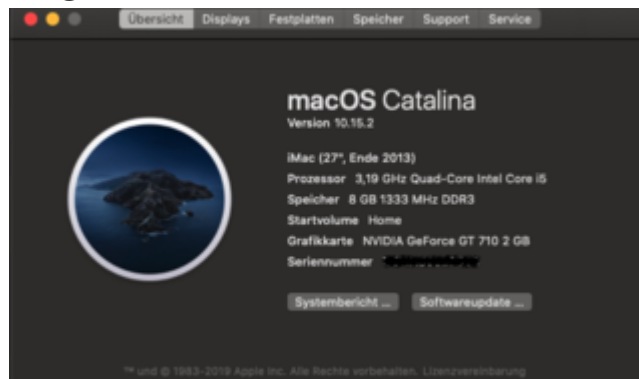 Übersicht Displays Festplatten Speicher Support Service
macOS Catalina
Version 10.15.2
iMac (27", Ende 2013)
Prozessor 3,19 GHz Quad-Core Intel Core i5
Speicher 8 GB 1333 MHz DDR3
Startvolume Home
Grafikkarte NVIDIA GeForce GT 710 2 GB
Seriennummer
Systembericht ... Softwareupdate ...
™ und © 1983-2019 Apple Inc. Alle Rechte vorbehalten. Lizenzvereinbarung